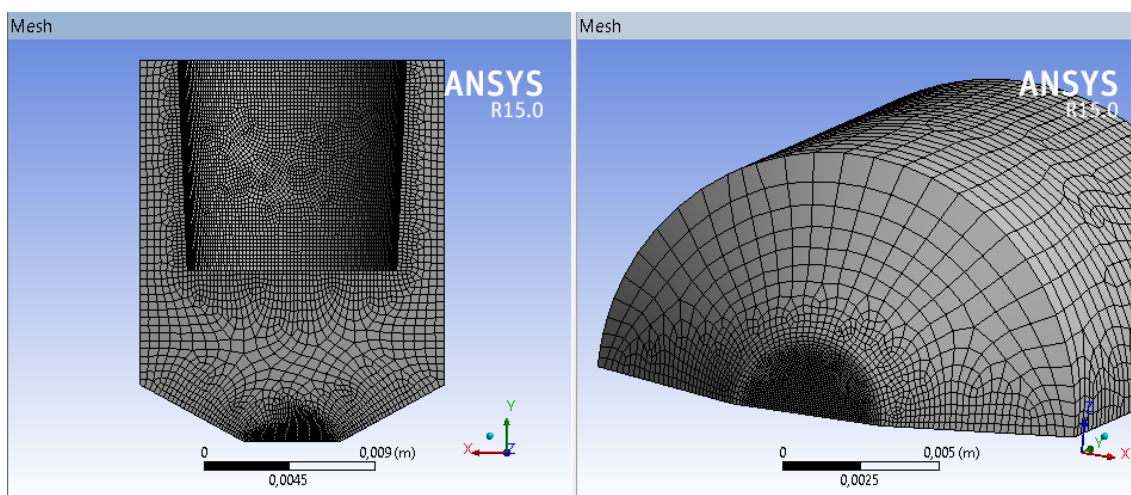 Mesh
ANSYS
R15.0
Y
X
Z
0
0,009 (m)
0,0045
Mesh
ANSYS
R15.0
Z
Y
X
0
0,005 (m)
0,0025